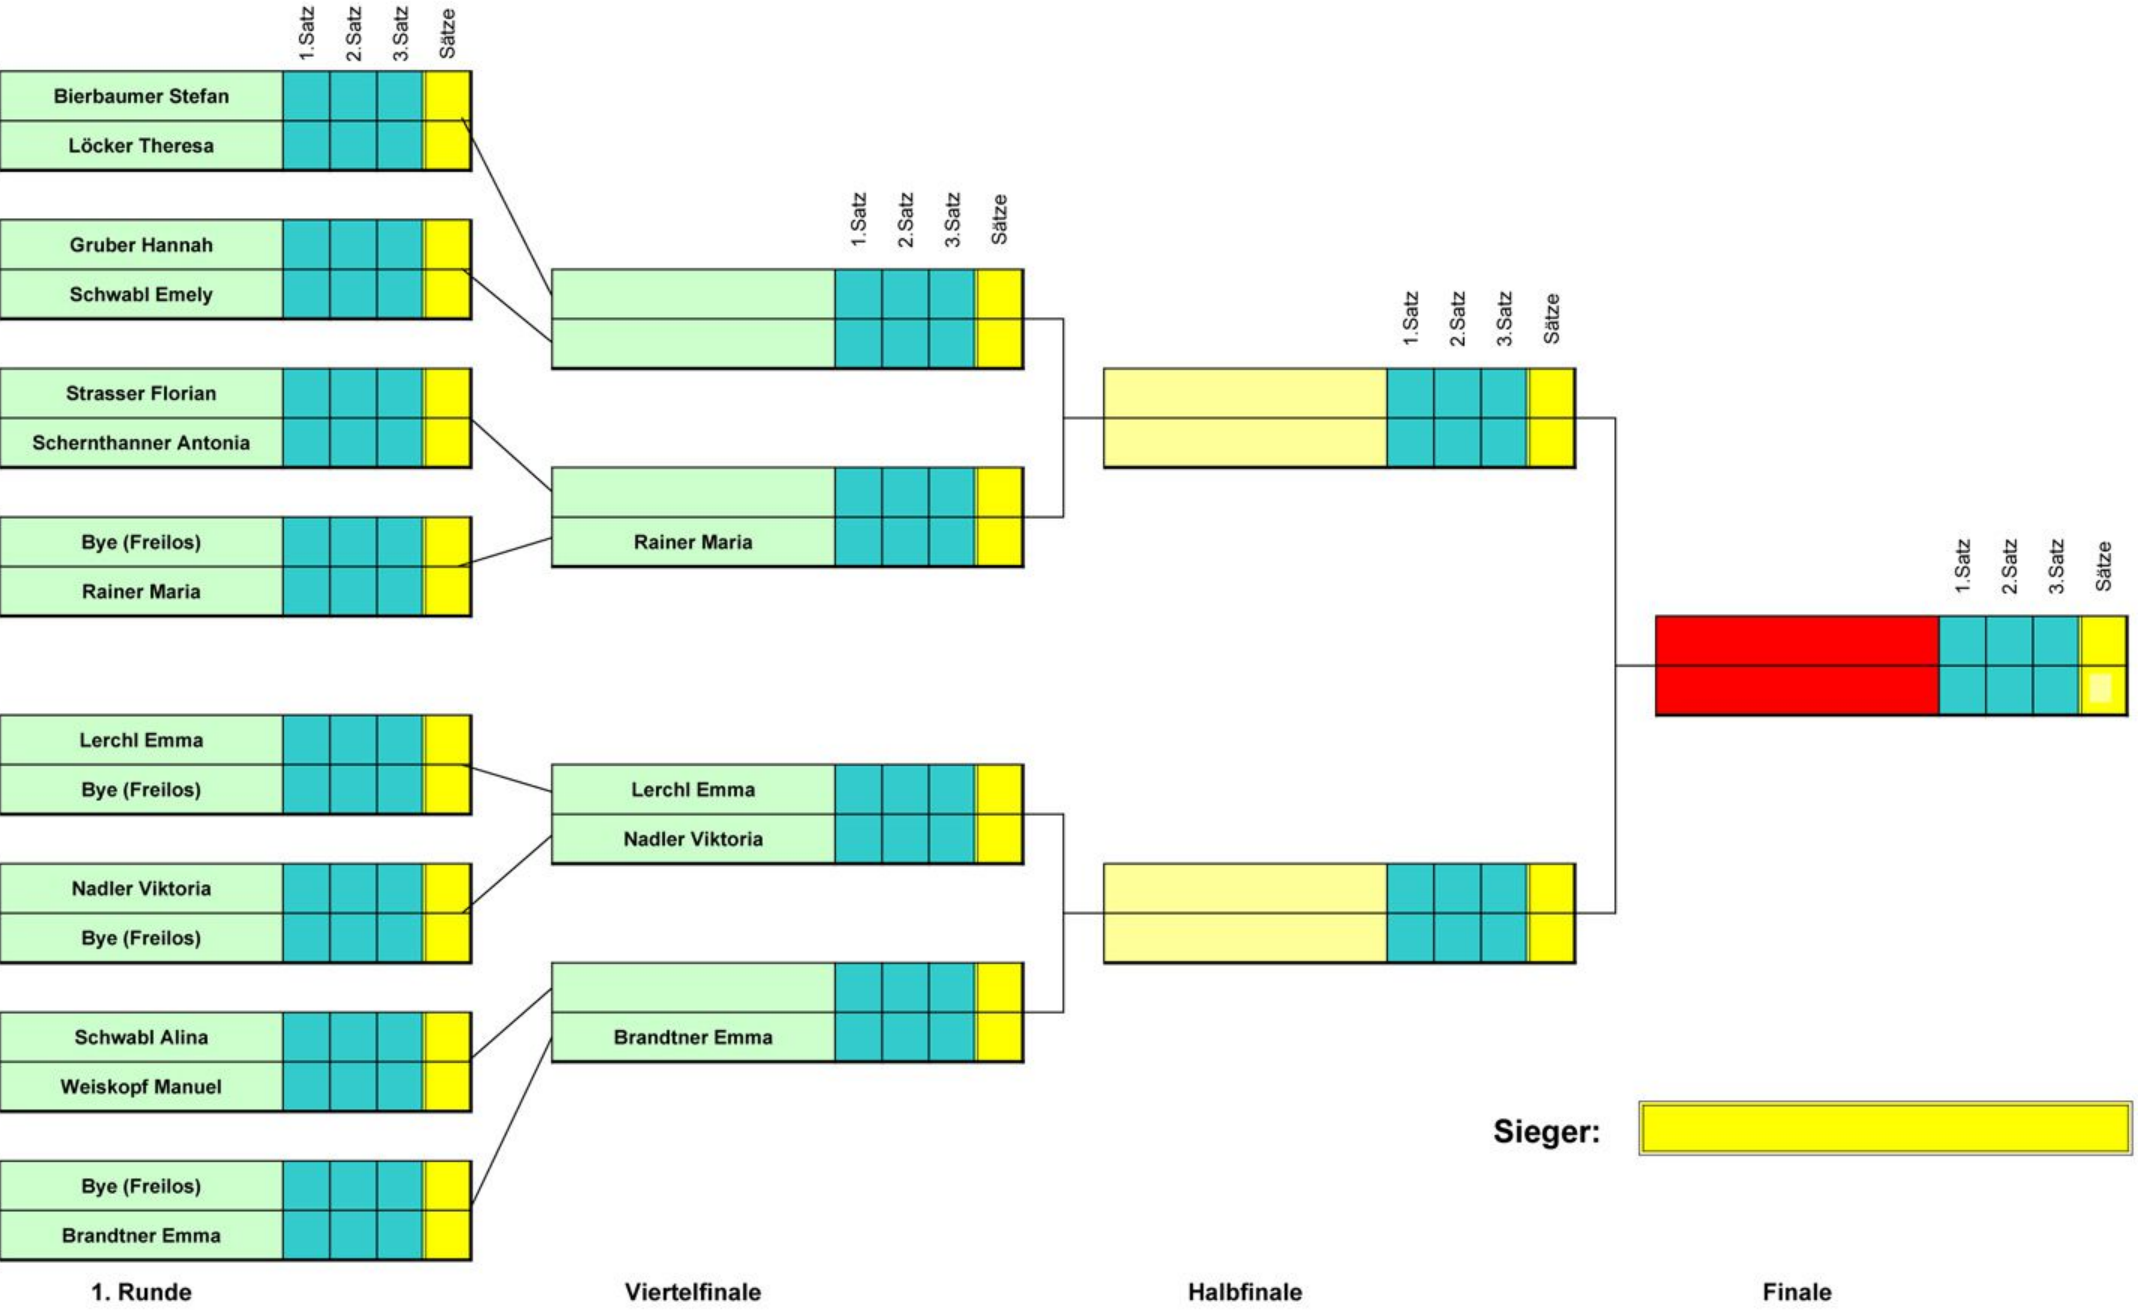 1.Satz 2.Satz 3.Satz Sätze
Bierbaumer Stefan
Löcker Theresa
Gruber Hannah
Schwabl Emely
Strasser Florian
Schernthanner Antonia
Bye (Freilos)
Rainer Maria
Lerchl Emma
Bye (Freilos)
Nadler Viktoria
Bye (Freilos)
Schwabl Alina
Weiskopf Manuel
Bye (Freilos)
Brandtner Emma
1. Runde
1.Satz 2.Satz 3.Satz Sätze
Rainer Maria
Lerchl Emma
Nadler Viktoria
Brandtner Emma
Viertelfinale
1.Satz 2.Satz 3.Satz Sätze
Halbfinale
1.Satz 2.Satz 3.Satz Sätze
Sieger:
Finale